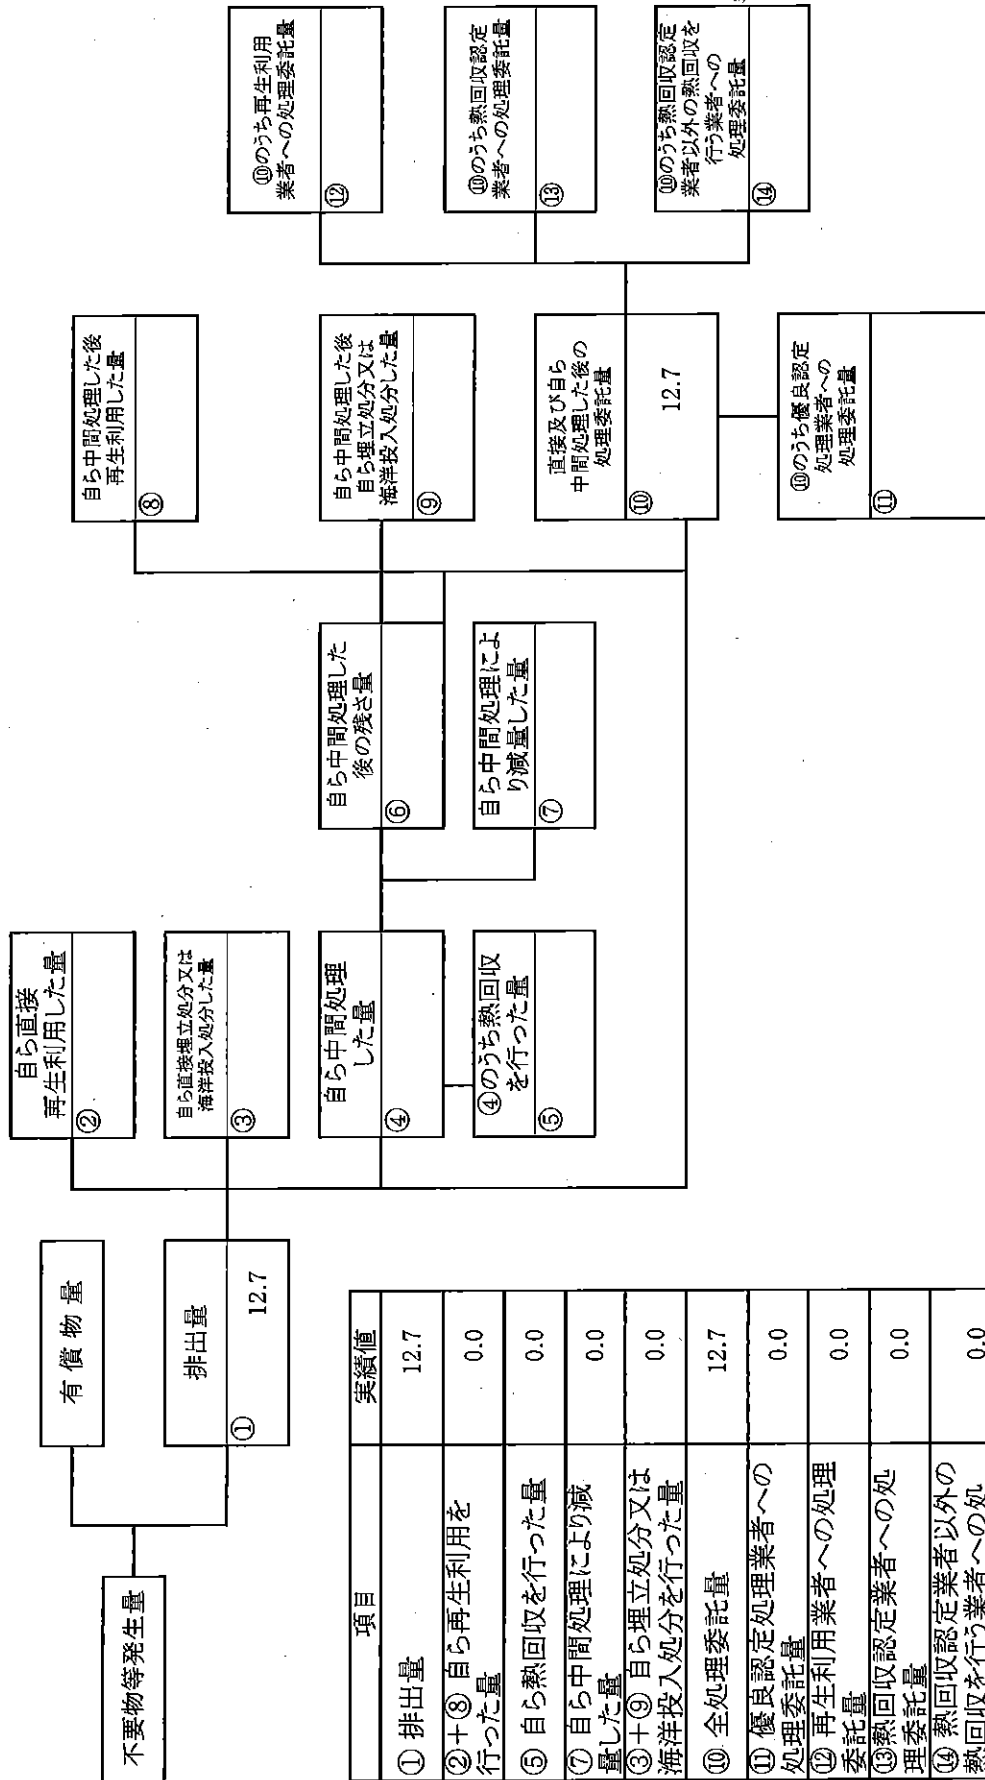 不要物等発生量
有償物量
排出量
①
12.7
自ら直接
再生利用した量
②
自ら直接埋立処分又は
海洋投入処分した量
③
自ら中間処理
した量
④
④のうち熱回収
を行った量
⑤
自ら中間処理した
後の残さ量
⑥
自ら中間処理によ
り減量した量
⑦
自ら中間処理した後
再生利用した量
⑧
自ら中間処理した後
自ら埋立処分又は
海洋投入処分した量
⑨
直接及び自ら
中間処理した後の
処理委託量
⑩
12.7
⑩のうち優良認定
処理業者への
処理委託量
⑪
⑩のうち再生利用
業者への処理委託量
⑫
⑩のうち熱回収認定
業者への処理委託量
⑬
⑩のうち熱回収認定
業者以外の熱回収を
行う業者への
処理委託量
⑭
項目 実績値
① 排出量 12.7
②+⑧ 自ら再生利用を
行った量 0.0
⑤ 自ら熱回収を行った量 0.0
⑦ 自ら中間処理により減
量した量 0.0
③+⑨ 自ら埋立処分又は
海洋投入処分を行った量 0.0
⑩ 全処理委託量 12.7
⑪ 優良認定処理業者への
処理委託量 0.0
⑫ 再生利用業者への処理
委託量 0.0
⑬熱回収認定業者への処
理委託量 0.0
⑭ 熱回収認定業者以外の
熱回収を行う業者への処 0.0